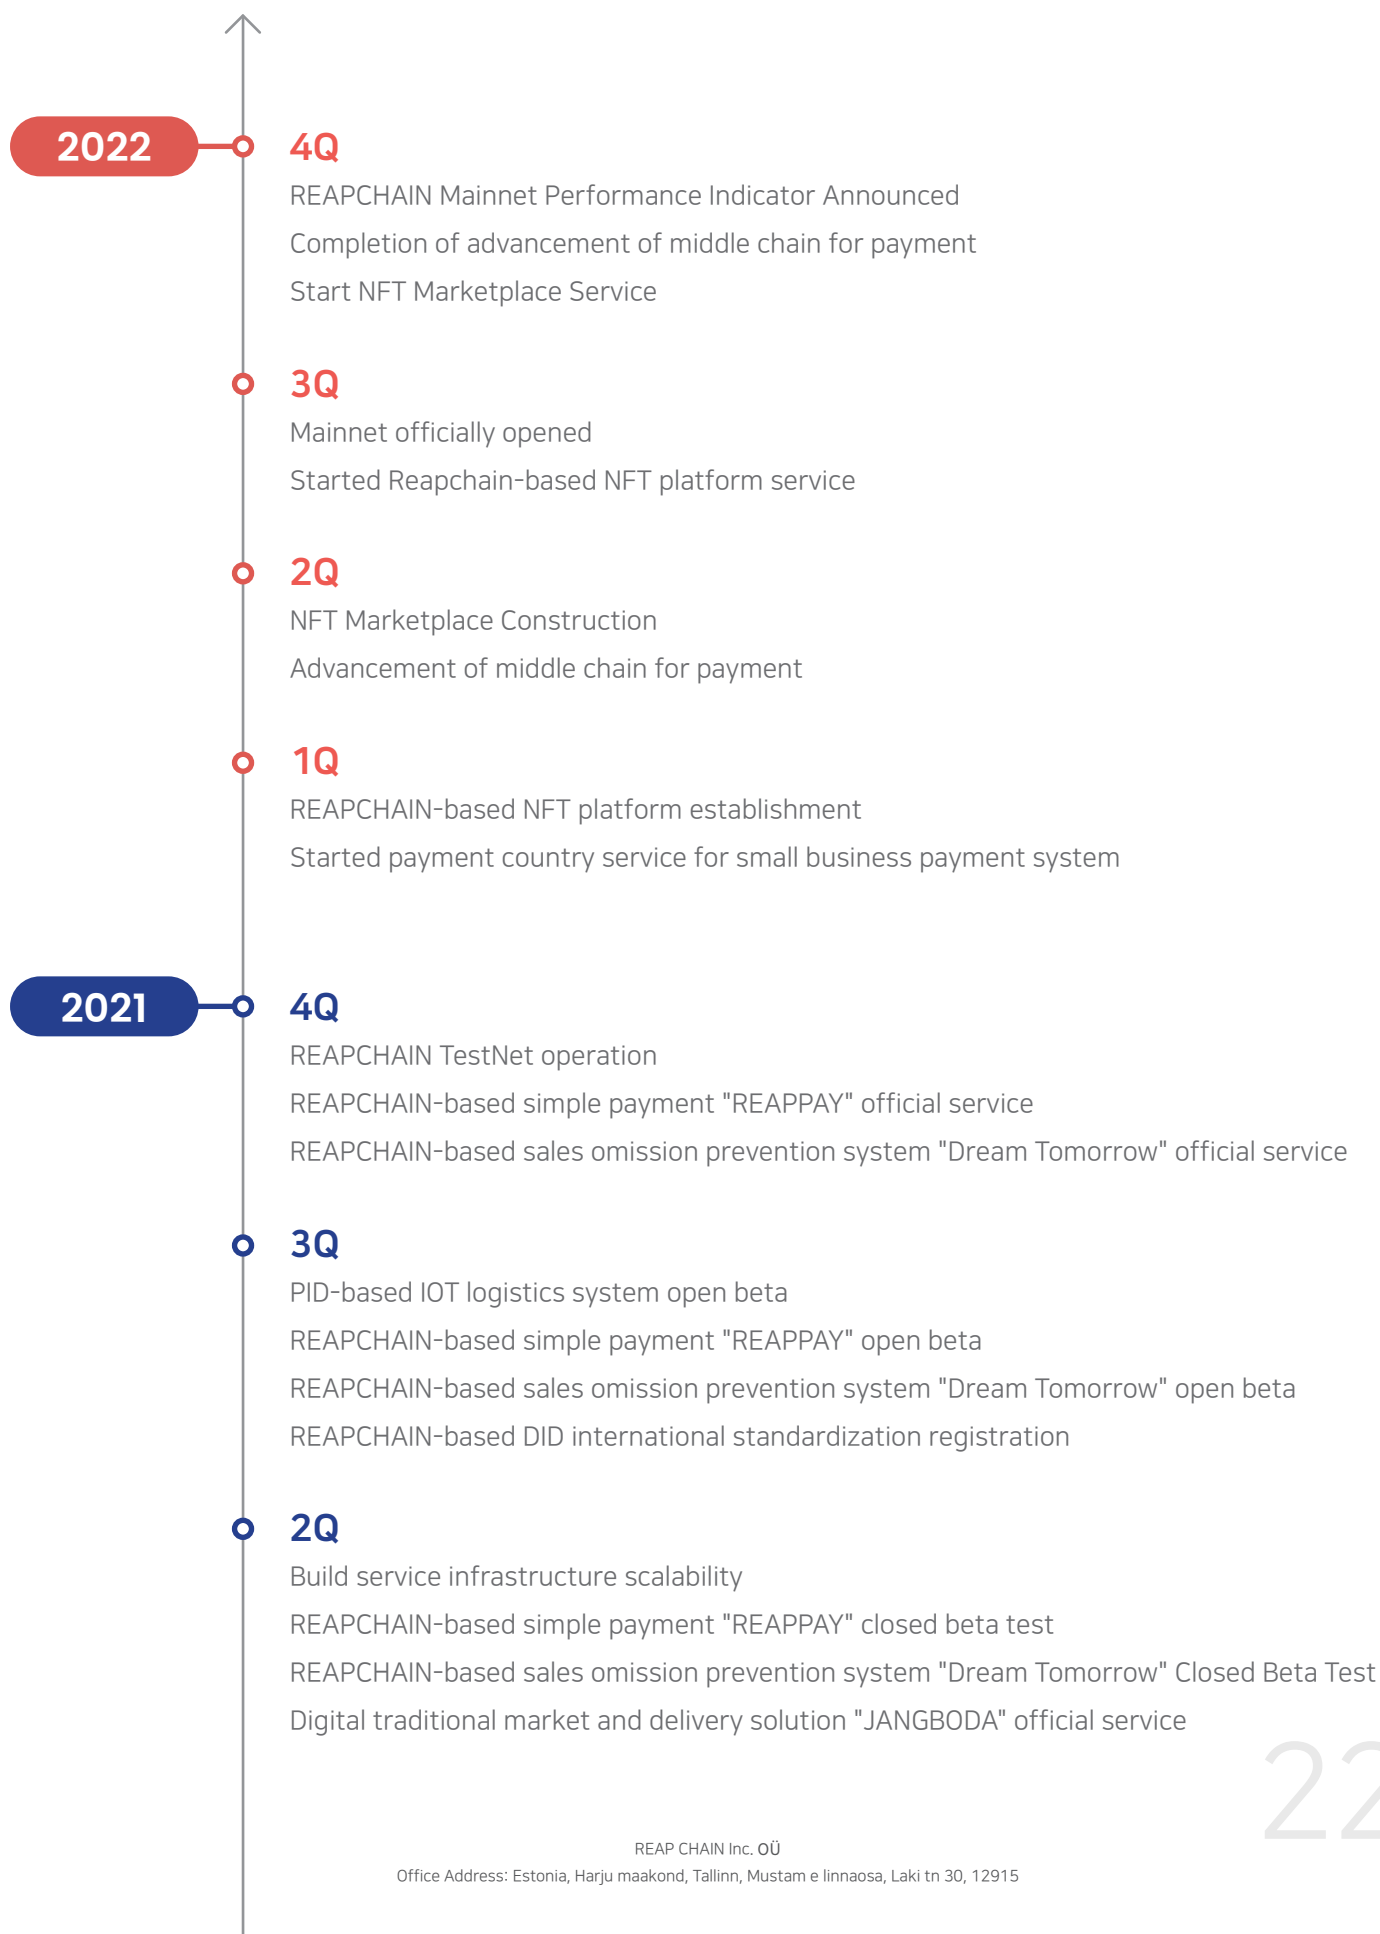 2022
4Q
REAPCHAIN Mainnet Performance Indicator Announced
Completion of advancement of middle chain for payment
Start NFT Marketplace Service
3Q
Mainnet officially opened
Started Reapchain-based NFT platform service
2Q
NFT Marketplace Construction
Advancement of middle chain for payment
1Q
REAPCHAIN-based NFT platform establishment
Started payment country service for small business payment system
2021
4Q
REAPCHAIN TestNet operation
REAPCHAIN-based simple payment "REAPPAY" official service
REAPCHAIN-based sales omission prevention system "Dream Tomorrow" official service
3Q
PID-based IOT logistics system open beta
REAPCHAIN-based simple payment "REAPPAY" open beta
REAPCHAIN-based sales omission prevention system "Dream Tomorrow" open beta
REAPCHAIN-based DID international standardization registration
2Q
Build service infrastructure scalability
REAPCHAIN-based simple payment "REAPPAY" closed beta test
REAPCHAIN-based sales omission prevention system "Dream Tomorrow" Closed Beta Test
Digital traditional market and delivery solution "JANGBODA" official service
22
REAP CHAIN Inc. OÜ
Office Address: Estonia, Harju maakond, Tallinn, Mustam e linnaosa, Laki tn 30, 12915